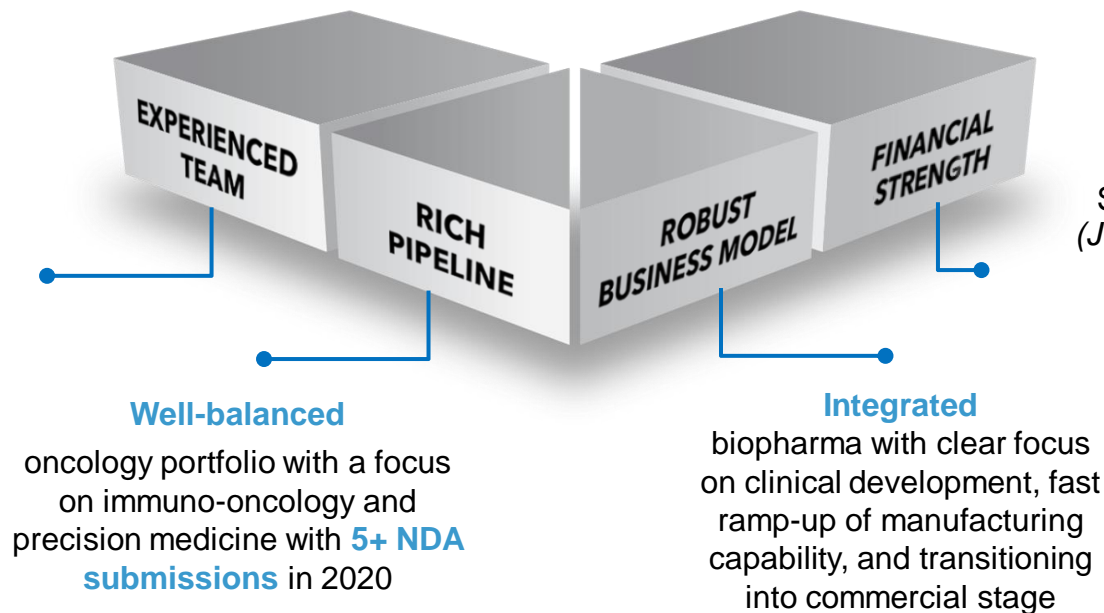 EXPERIENCED
TEAM
RICH
PIPELINE
ROBUST
BUSINESS MODEL
FINANCIAL
STRENGTH
Well-balanced
oncology portfolio with a focus
on immuno-oncology and
precision medicine with 5+ NDA
submissions in 2020
Integrated
biopharma with clear focus
on clinical development, fast
ramp-up of manufacturing
capability, and transitioning
into commercial stage